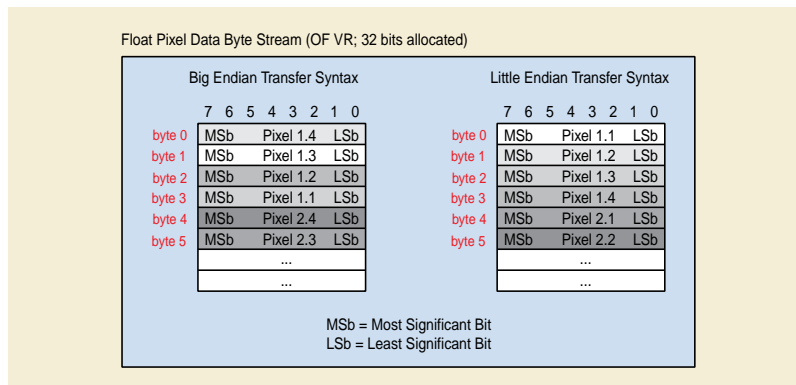 Float Pixel Data Byte Stream (OF VR; 32 bits allocated)
Big Endian Transfer Syntax
7 6 5 4 3 2 1 0
byte 0 MSb Pixel 1.4 LSb
byte 1 MSb Pixel 1.3 LSb
byte 2 MSb Pixel 1.2 LSb
byte 3 MSb Pixel 1.1 LSb
byte 4 MSb Pixel 2.4 LSb
byte 5 MSb Pixel 2.3 LSb
...
...
Little Endian Transfer Syntax
7 6 5 4 3 2 1 0
byte 0 MSb Pixel 1.1 LSb
byte 1 MSb Pixel 1.2 LSb
byte 2 MSb Pixel 1.3 LSb
byte 3 MSb Pixel 1.4 LSb
byte 4 MSb Pixel 2.1 LSb
byte 5 MSb Pixel 2.2 LSb
...
...
MSb = Most Significant Bit
LSb = Least Significant Bit